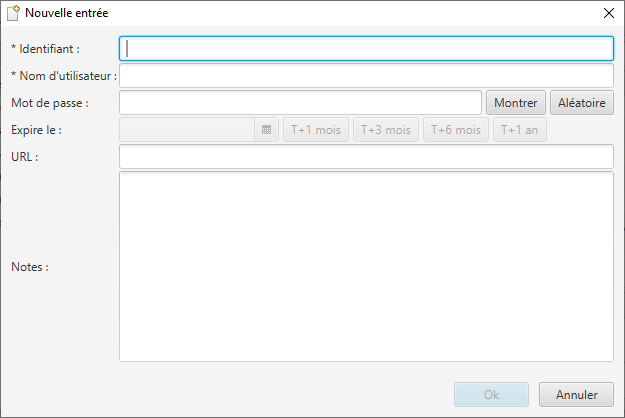 Nouvelle entrée
* Identifiant :
* Nom d'utilisateur :
Mot de passe : Montrer Aléatoire
Expire le : T+1 mois T+3 mois T+6 mois T+1 an
URL :
Notes :
Ok Annuler